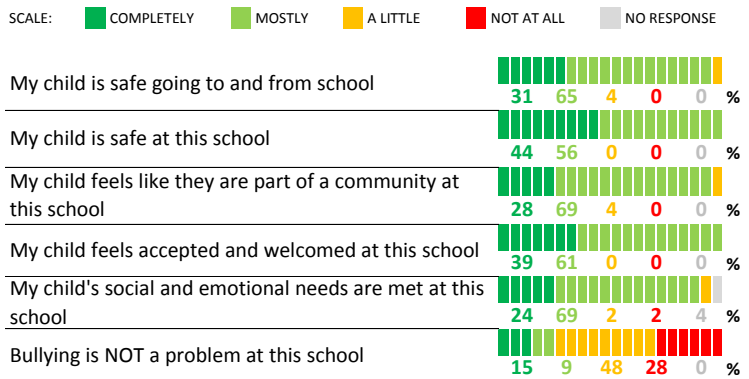 SCALE: COMPLETELY MOSTLY A LITTLE NOT AT ALL NO RESPONSE
My child is safe going to and from school
31 65 4 0 0 %
My child is safe at this school
44 56 0 0 0 %
My child feels like they are part of a community at
this school
28 69 4 0 0 %
My child feels accepted and welcomed at this school
39 61 0 0 0 %
My child's social and emotional needs are met at this
school
24 69 2 2 4 %
Bullying is NOT a problem at this school
15 9 48 28 0 %